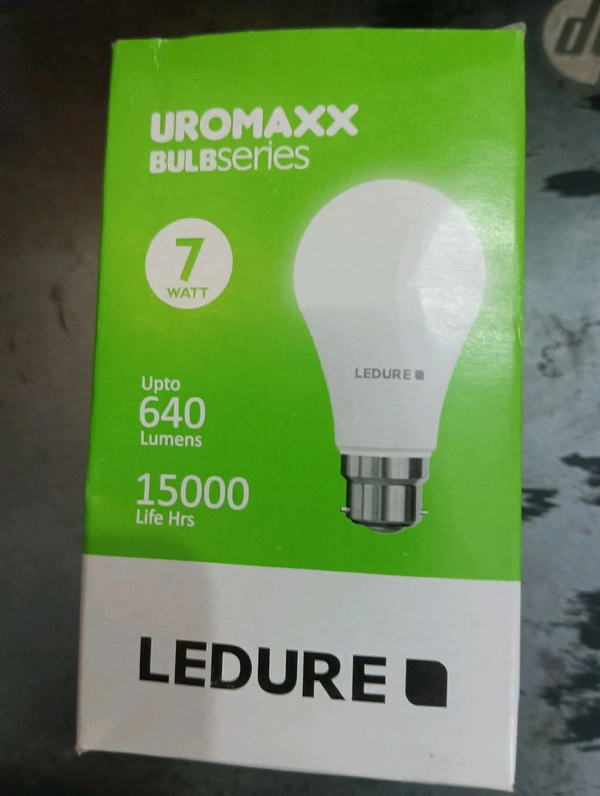 UROMAXX
BULBseries
7
WATT
LEDURE
Upto
640
Lumens
15000
Life Hrs
LEDURE